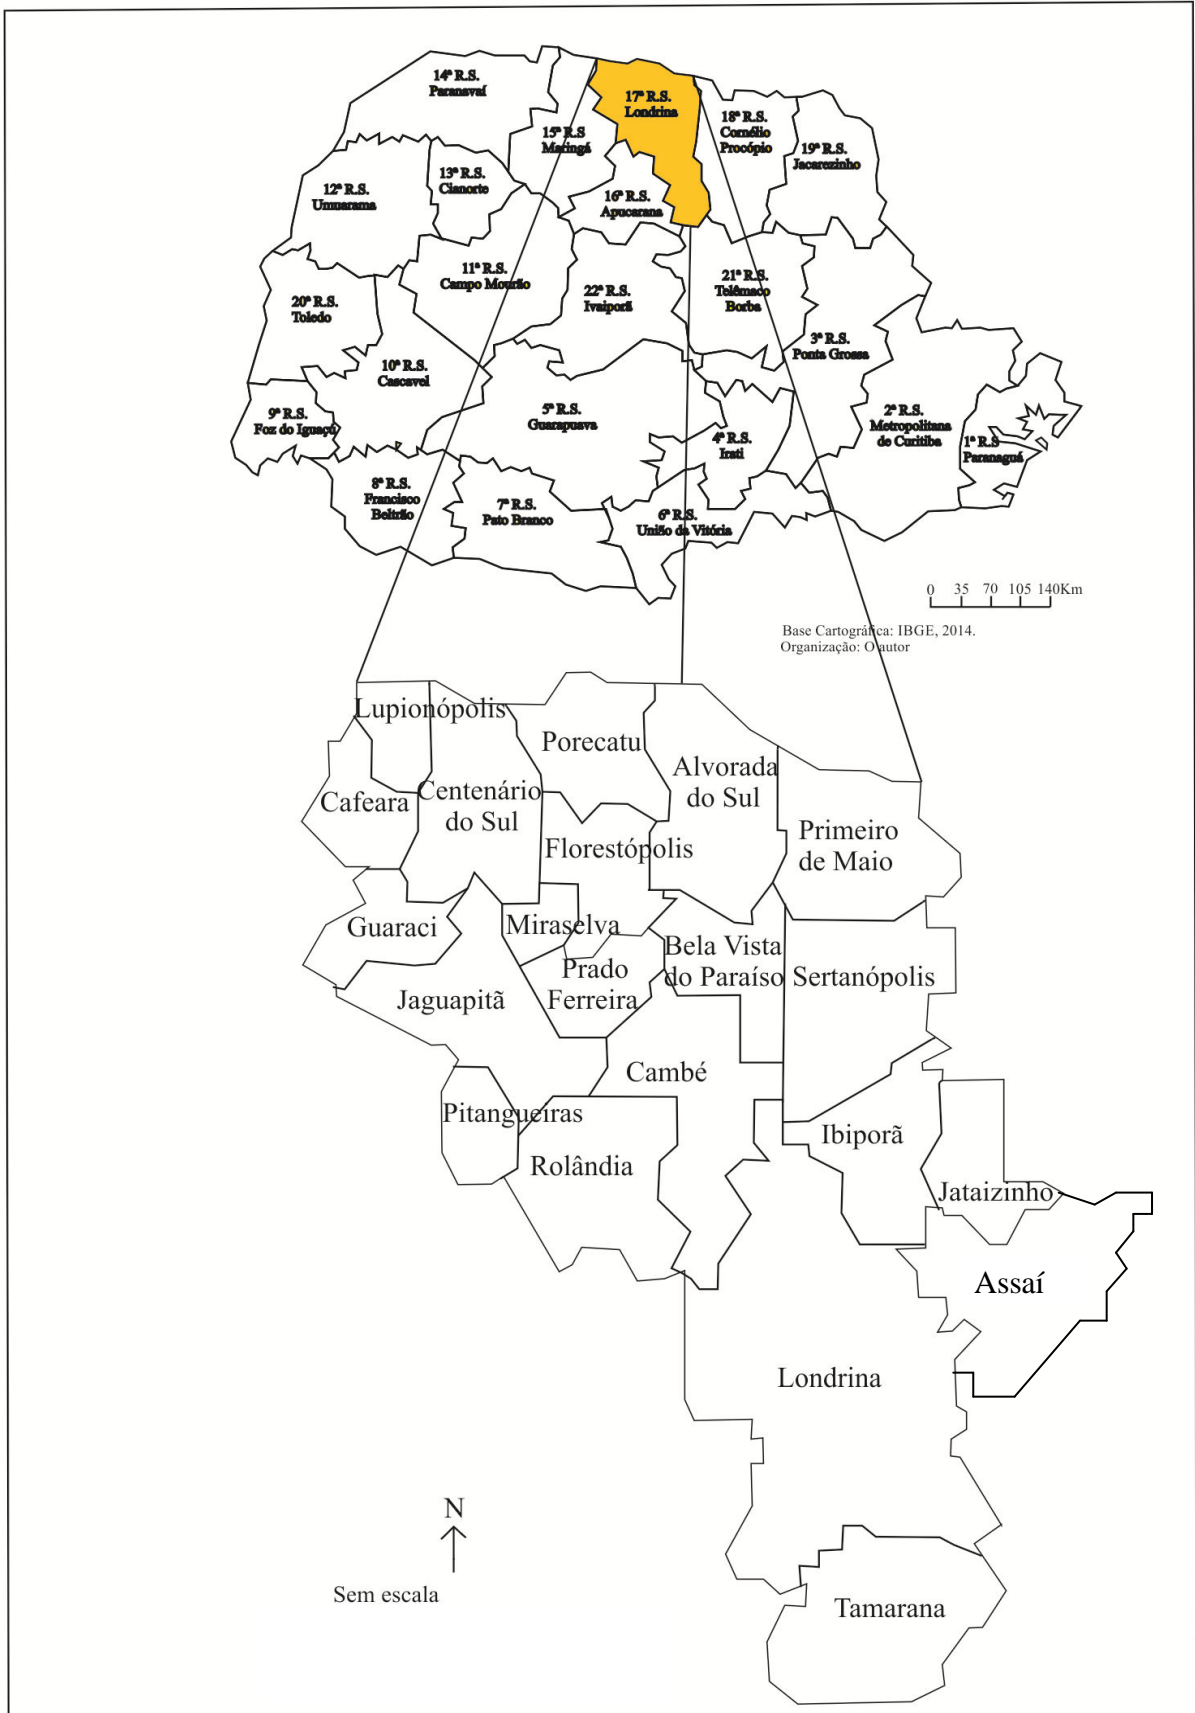 14ª R.S.
Paranavaí
17ª R.S.
Londrina
15ª R.S
Maringá
18ª R.S.
Cornélio
Procópio
19ª R.S.
Jacarezinho
13ª R.S.
Cianorte
12ª R.S.
Umuarama
16ª R.S.
Apucarana
11ª R.S.
Campo Mourão
22ª R.S.
Ivaiporã
21ª R.S.
Telêmaco
Borba
20ª R.S.
Toledo
3ª R.S.
Ponta Grossa
10ª R.S.
Cascavel
9ª R.S.
Foz do Iguaçú
5ª R.S.
Guarapuava
4ª R.S.
Irati
2ª R.S.
Metropolitana
de Curitiba
1ª R.S
Paranaguá
8ª R.S.
Francisco
Beltrão
7ª R.S.
Pato Branco
6ª R.S.
União da Vitória
0 35 70 105 140Km
Base Cartográfica: IBGE, 2014.
Organização: O autor
Lupionópolis
Porecatu
Alvorada
do Sul
Cafeara
Centenário
do Sul
Primeiro
de Maio
Florestópolis
Guaraci
Miraselva
Bela Vista
do Paraíso
Sertanópolis
Prado
Ferreira
Jaguapitã
Cambé
Pitangueiras
Ibiporã
Rolândia
Jataizinho
Assaí
Londrina
N
Sem escala
Tamarana